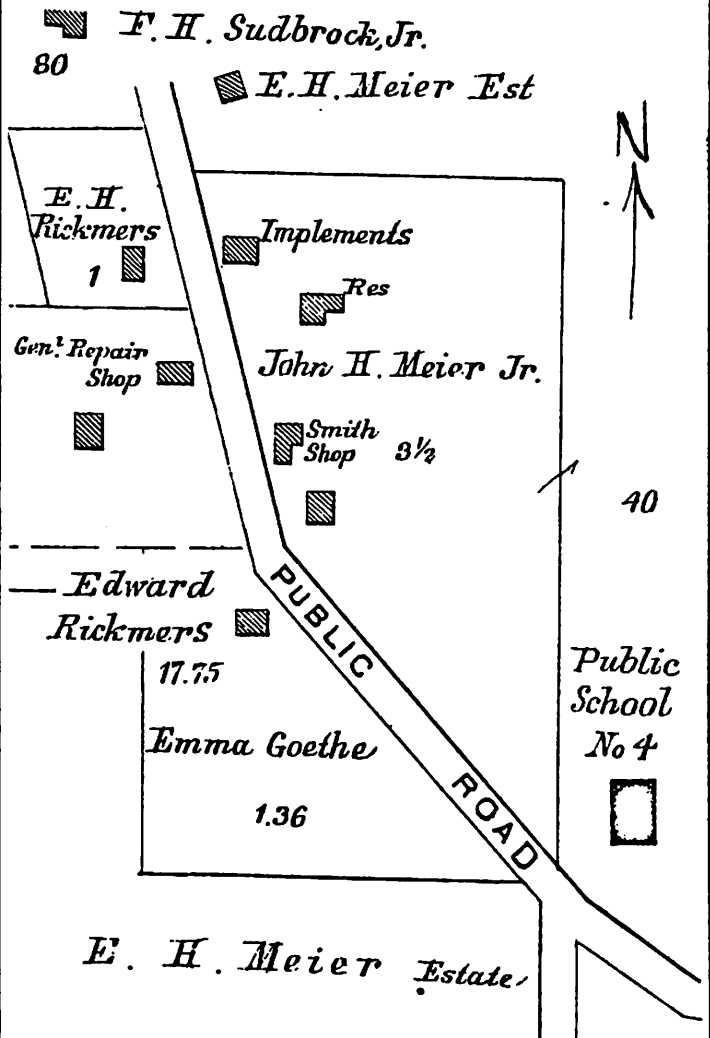 F. H. Sudbrock, Jr.
80
E. H. Meier Est
N
E. H.
Rickmers
1
Implements
Res
Gen! Repair
Shop
John H. Meier Jr.
Smith
Shop 3½
40
Edward
Rickmers
17.75
PUBLIC ROAD
Public
School
No 4
Emma Goethe
1.36
E. H. Meier Estate